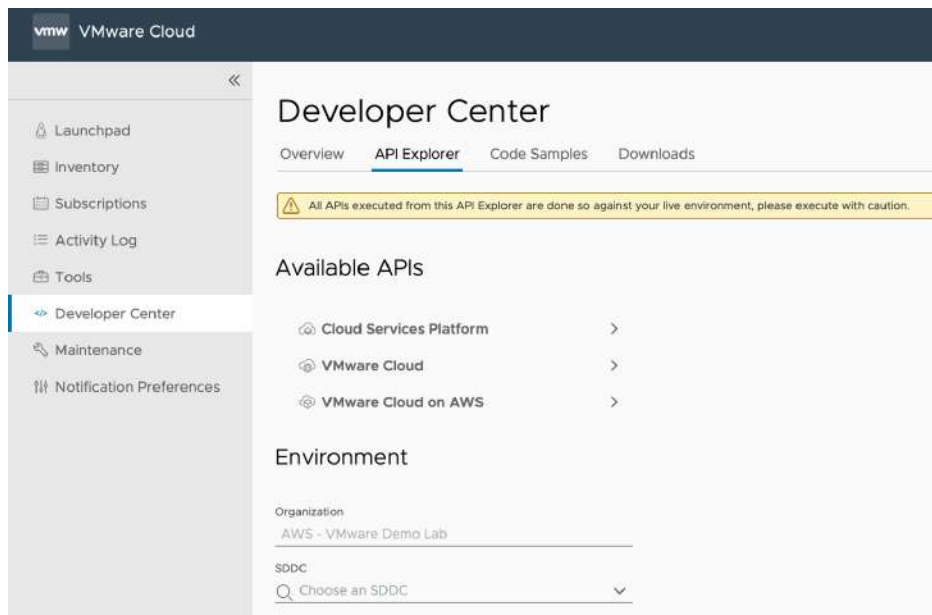 vmw VMware Cloud
Launchpad
Inventory
Subscriptions
Activity Log
Tools
Developer Center
Maintenance
Notification Preferences
Developer Center
Overview API Explorer Code Samples Downloads
All APIs executed from this API Explorer are done so against your live environment, please execute with caution.
Available APIs
Cloud Services Platform
VMware Cloud
VMware Cloud on AWS
Environment
Organization
AWS - VMware Demo Lab
SDDC
Choose an SDDC